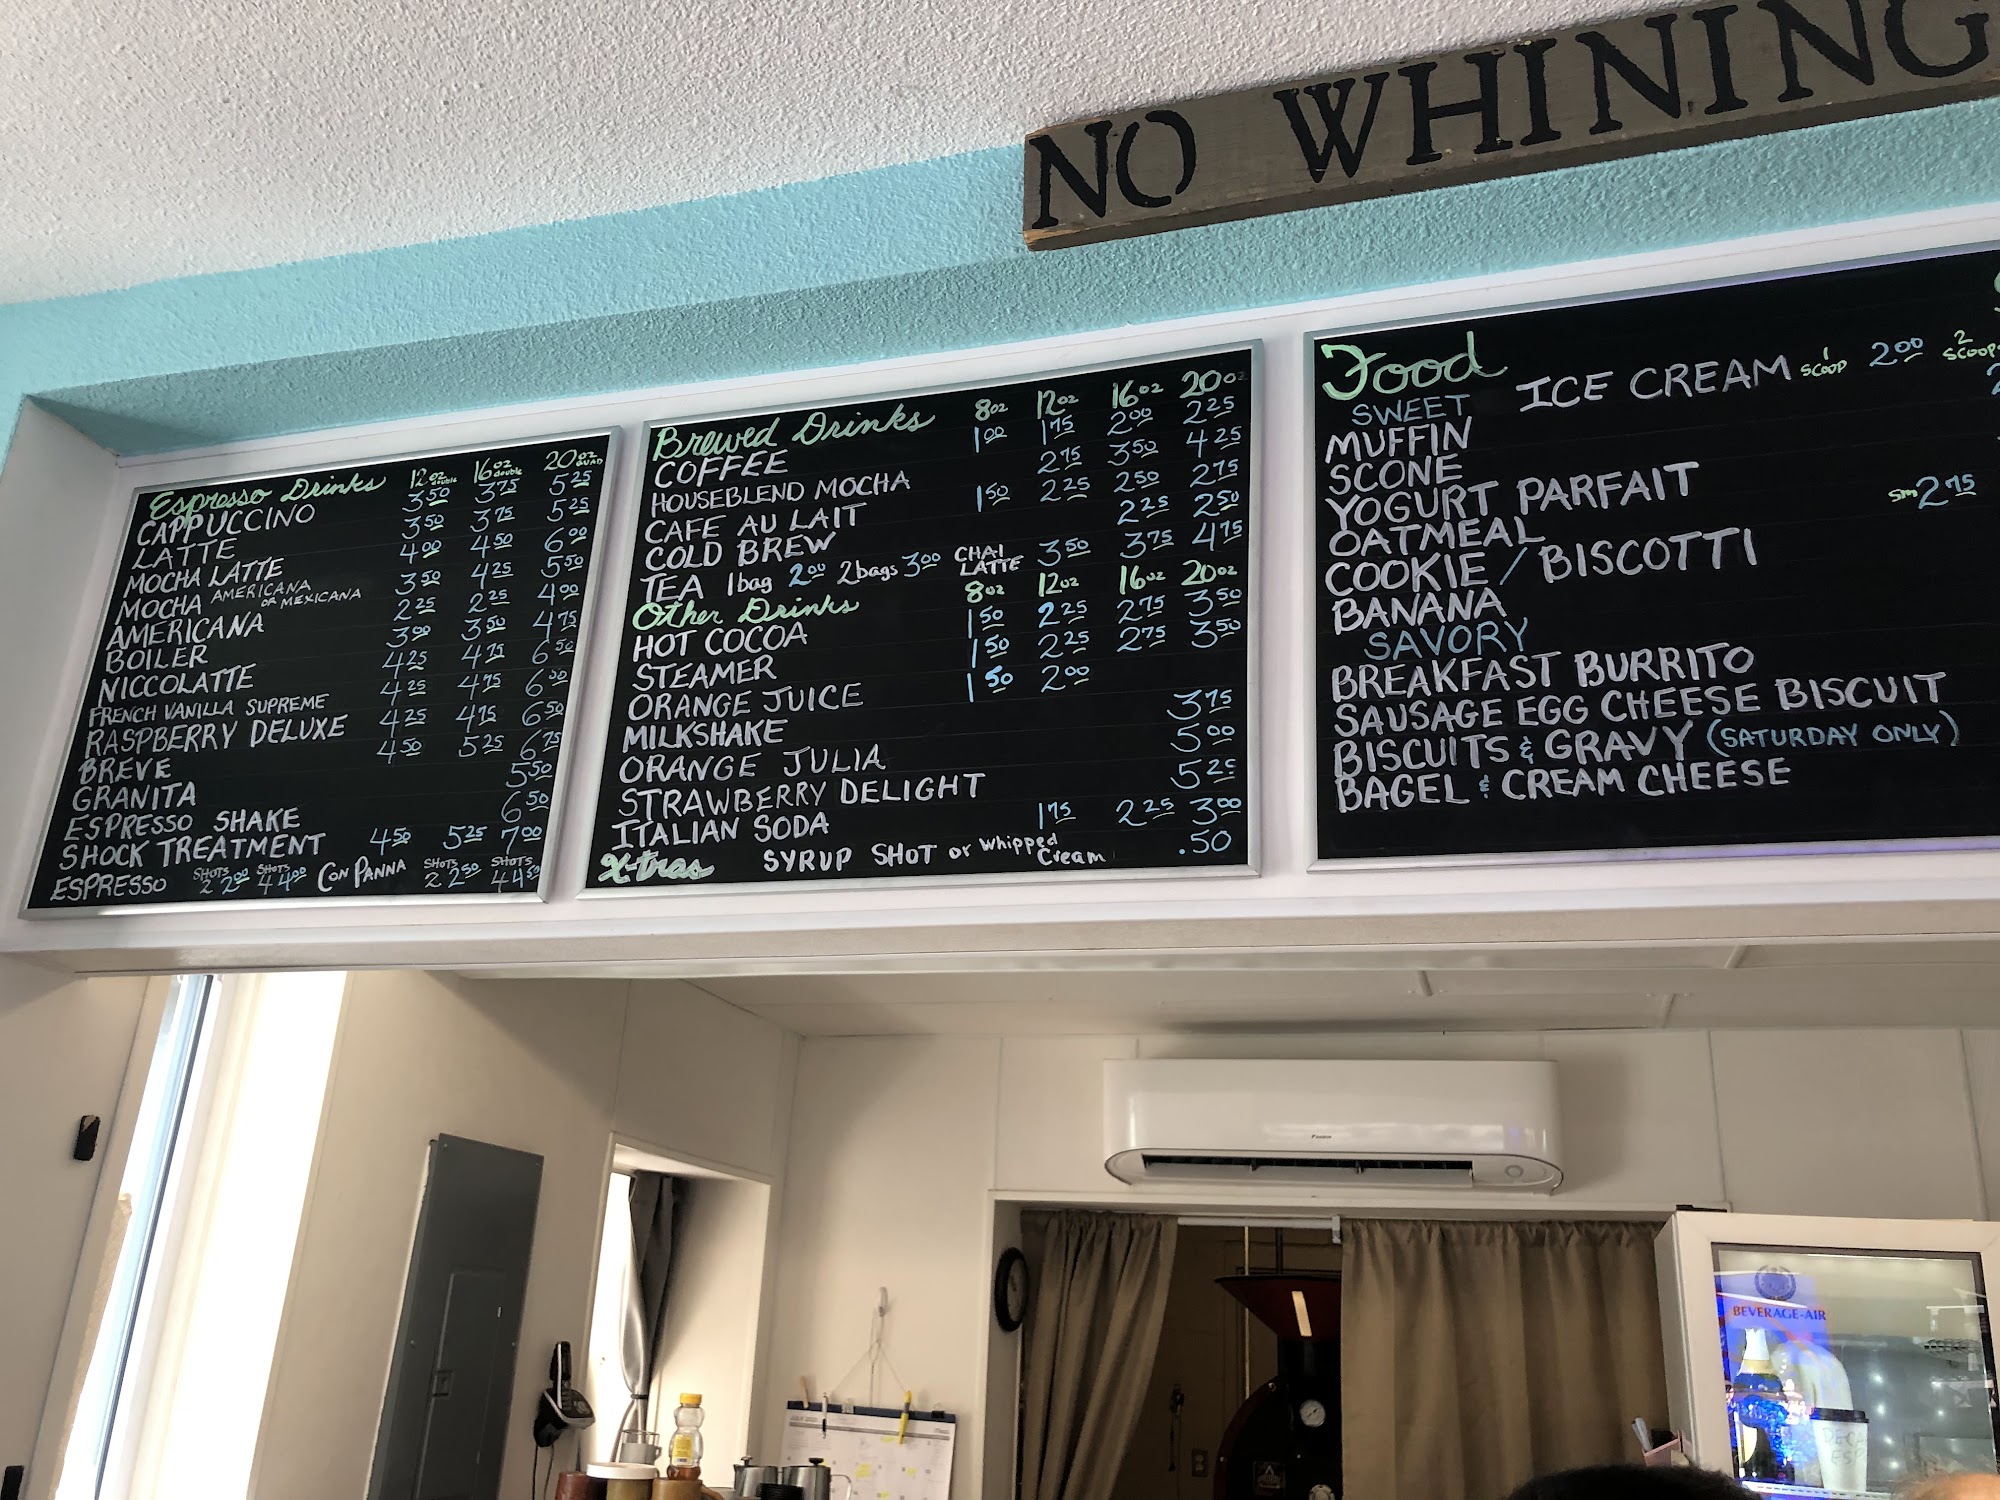 NO WHINING
Espresso Drinks 12oz double 16oz double 20oz QUAD
CAPPUCCINO 3.50 3.75 5.25
LATTE 3.50 3.75 5.25
MOCHA LATTE 4.00 4.50 6.00
MOCHA AMERICANA OR MEXICANA 3.50 4.25 5.50
AMERICANA 2.25 2.25 4.00
BOILER 3.00 3.50 4.75
NICCOLATTE 4.25 4.75 6.50
FRENCH VANILLA SUPREME 4.25 4.75 6.50
RASPBERRY DELUXE 4.25 4.75 6.50
BREVE 4.50 5.25 6.75
GRANITA 5.50
ESPRESSO SHAKE 6.50
SHOCK TREATMENT 4.50 5.25 7.00
ESPRESSO SHOTS 2 2.00 SHOTS 4 4.00 CON PANNA SHOTS 2 2.50 SHOTS 4 4.50
Brewed Drinks 8oz 12oz 16oz 20oz
COFFEE 1.00 1.75 2.00 2.25
HOUSEBLEND MOCHA 2.75 3.50 4.25
CAFE AU LAIT 1.50 2.25 2.50 2.75
COLD BREW 2.25 2.50
TEA 1 bag 2.00 2 bags 3.00 CHAI LATTE 3.50 3.75 4.75
Other Drinks 8oz 12oz 16oz 20oz
HOT COCOA 1.50 2.25 2.75 3.50
STEAMER 1.50 2.25 2.75 3.50
ORANGE JUICE 1.50 2.00
MILKSHAKE 3.75
ORANGE JULIA 5.00
STRAWBERRY DELIGHT 5.25
ITALIAN SODA 1.75 2.25 3.00
X-tras SYRUP SHOT or Whipped Cream .50
Food
SWEET ICE CREAM 1 SCOOP 2.00 2 SCOOP
MUFFIN
SCONE
YOGURT PARFAIT sm 2.75
OATMEAL
COOKIE / BISCOTTI
BANANA
SAVORY
BREAKFAST BURRITO
SAUSAGE EGG CHEESE BISCUIT
BISCUITS & GRAVY (SATURDAY ONLY)
BAGEL & CREAM CHEESE
BEVERAGE-AIR